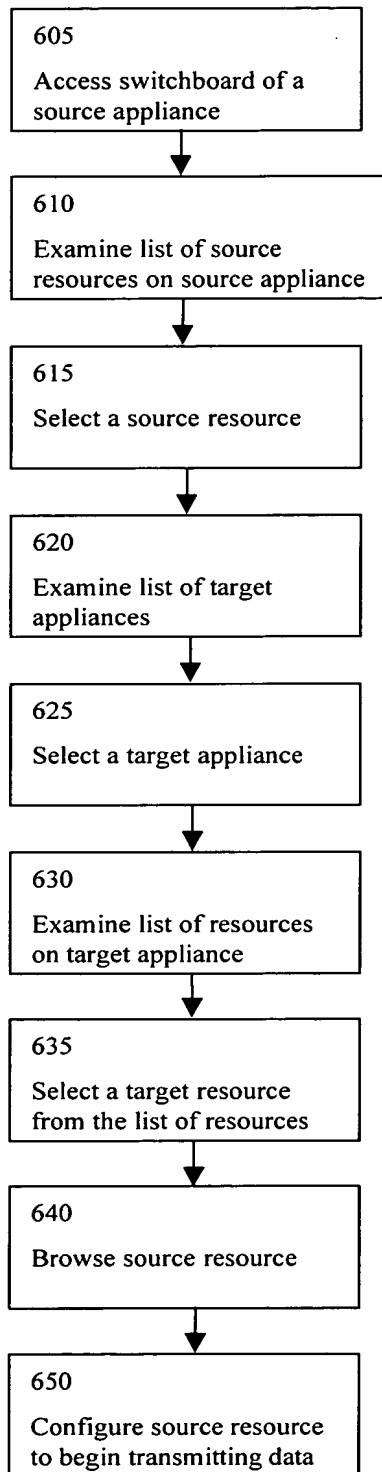 605
Access switchboard of a
source appliance
610
Examine list of source
resources on source appliance
615
Select a source resource
620
Examine list of target
appliances
625
Select a target appliance
630
Examine list of resources
on target appliance
635
Select a target resource
from the list of resources
640
Browse source resource
650
Configure source resource
to begin transmitting data